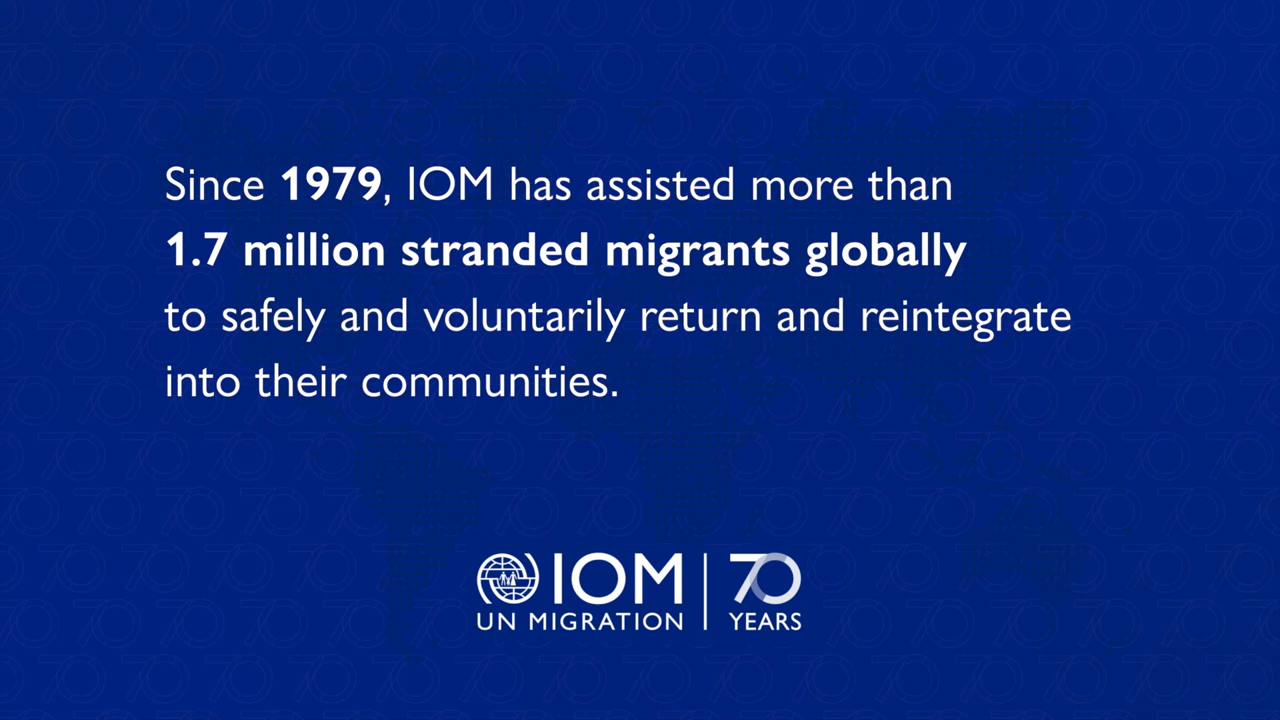 Since 1979, IOM has assisted more than
1.7 million stranded migrants globally
to safely and voluntarily return and reintegrate
into their communities.
IOM
UN MIGRATION
70
YEARS